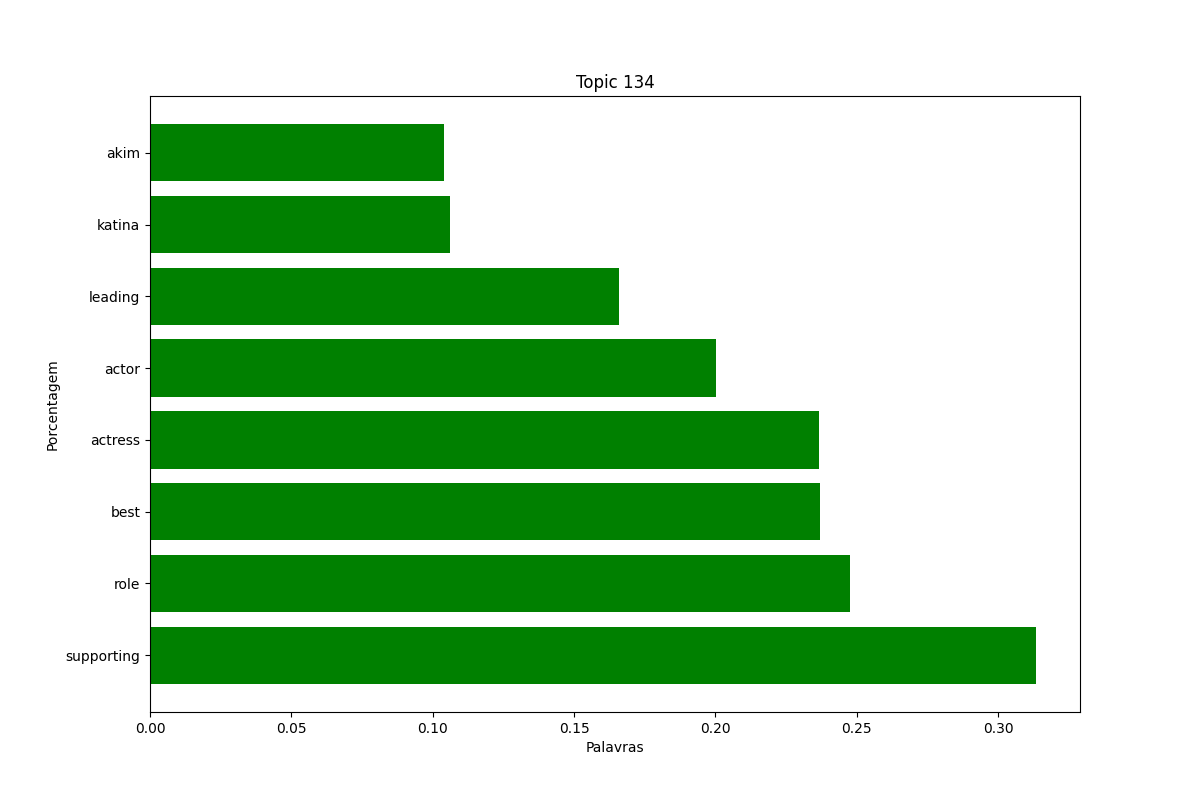 Topic 134
akim
katina
leading
actor
actress
best
role
supporting
Porcentagem
0.00 0.05 0.10 0.15 0.20 0.25 0.30
Palavras